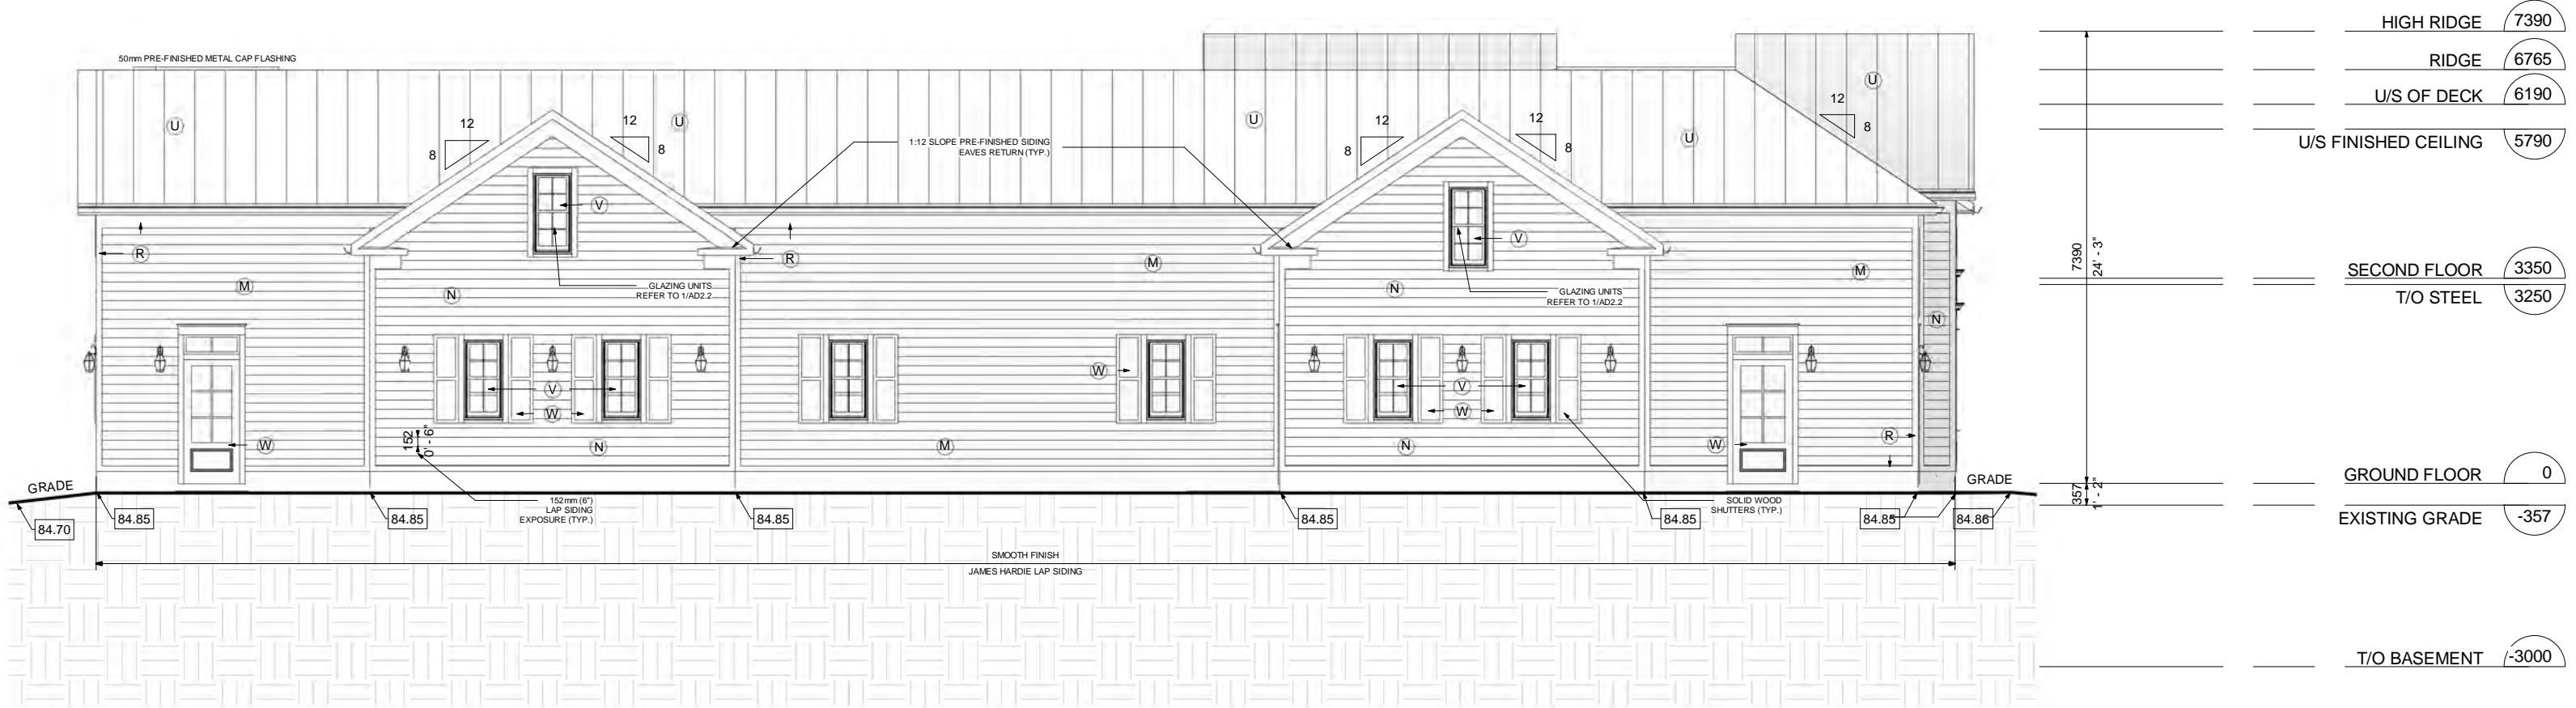 50mm PRE-FINISHED METAL CAP FLASHING
U
12
8
12
8
U
1:12 SLOPE PRE-FINISHED SIDING
EAVES RETURN (TYP.)
U
12
8
12
8
U
12
8
U
R
M
N
V
GLAZING UNITS
REFER TO 1/AD2.2
R
M
N
V
GLAZING UNITS
REFER TO 1/AD2.2
M
N
W
V
W
152
0' - 6"
N
M
W
V
W
N
W
R
GRADE
84.70
84.85
84.85
152mm (6")
LAP SIDING
EXPOSURE (TYP.)
84.85
84.85
SOLID WOOD
SHUTTERS (TYP.)
84.85
84.85
84.86
GRADE
SMOOTH FINISH
JAMES HARDIE LAP SIDING
7390
24' - 3"
357
1' - 2"
HIGH RIDGE 7390
RIDGE 6765
U/S OF DECK 6190
U/S FINISHED CEILING 5790
SECOND FLOOR 3350
T/O STEEL 3250
GROUND FLOOR 0
EXISTING GRADE -357
T/O BASEMENT -3000